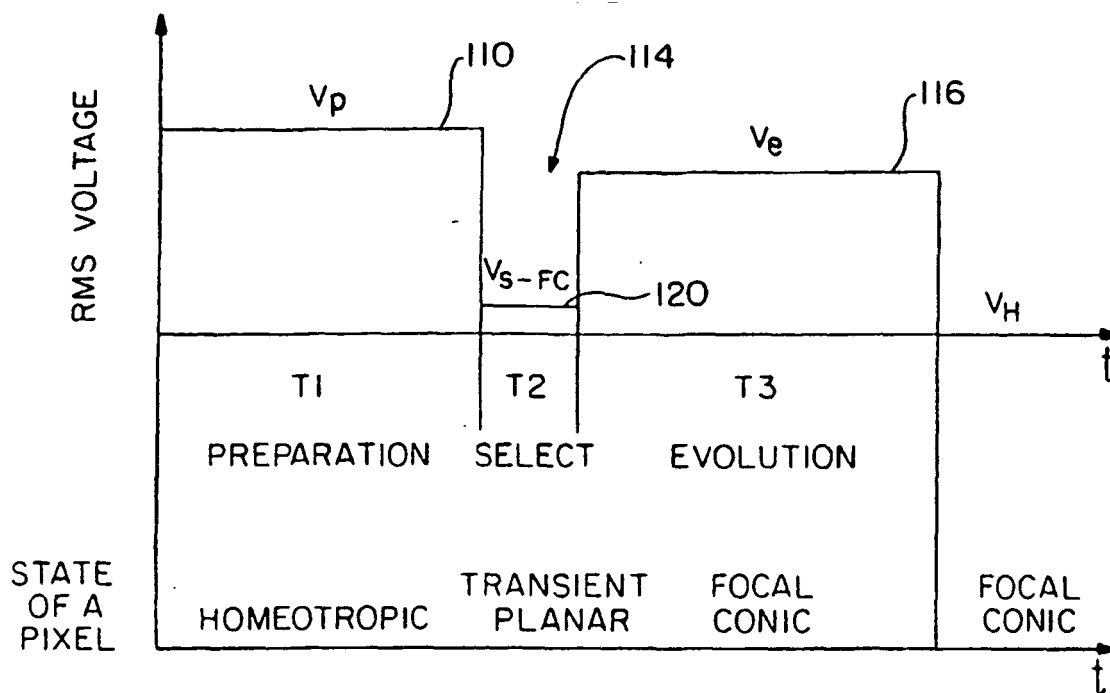 110
114
116
Vp
Ve
RMS VOLTAGE
Vs-FC
120
VH
t
T1
T2
T3
PREPARATION
SELECT
EVOLUTION
STATE
OF A
PIXEL
HOMEOTROPIC
TRANSIENT
PLANAR
FOCAL
CONIC
FOCAL
CONIC
t